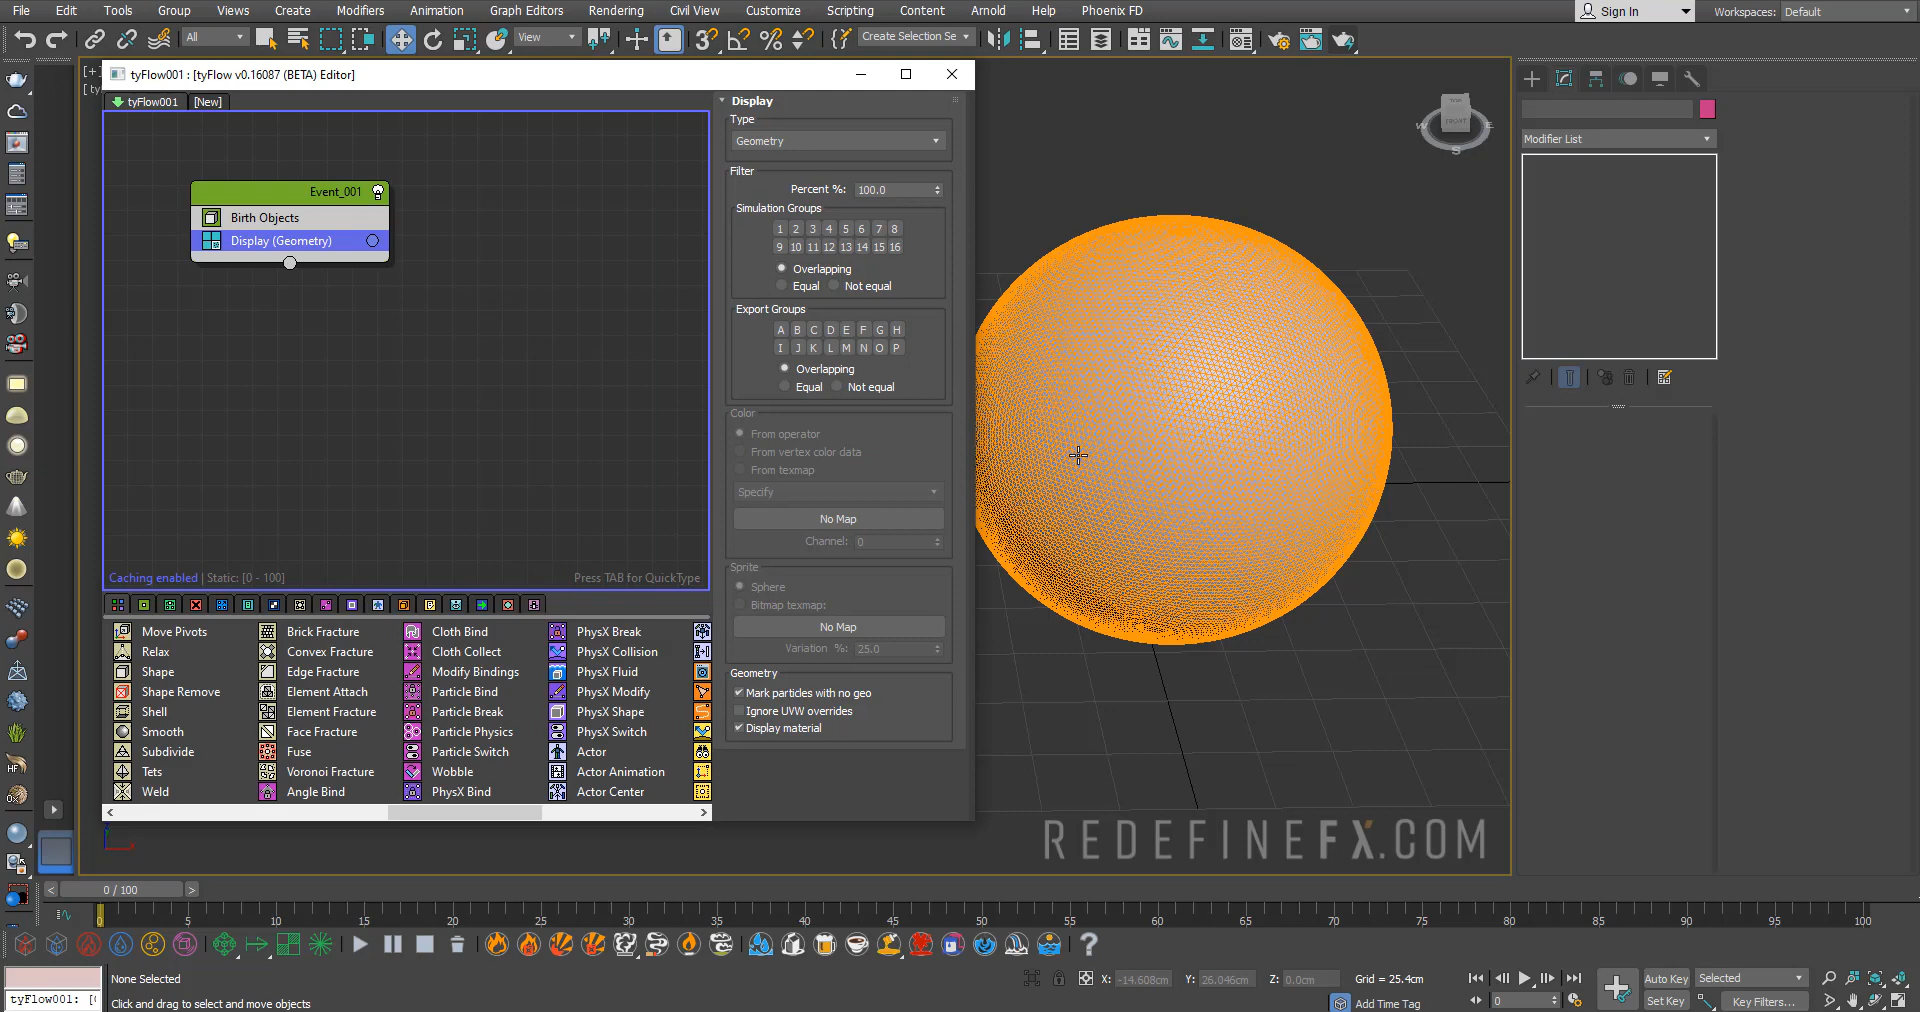 File Edit Tools Group Views Create Modifiers Animation Graph Editors Rendering Civil View Customize Scripting Content Arnold Help Phoenix FD Sign In Workspaces: Default
All View Create Selection Se
[+]
tyFlow001 : [tyFlow v0.16087 (BETA) Editor]
[ ty
tyFlow001 [New]
Event_001
Birth Objects
Display (Geometry)
Caching enabled | Static: [0 - 100] Press TAB for QuickType
Move Pivots Brick Fracture Cloth Bind PhysX Break
Relax Convex Fracture Cloth Collect PhysX Collision
Shape Edge Fracture Modify Bindings PhysX Fluid
Shape Remove Element Attach Particle Bind PhysX Modify
Shell Element Fracture Particle Break PhysX Shape
Smooth Face Fracture Particle Physics PhysX Switch
Subdivide Fuse Particle Switch Actor
Tets Voronoi Fracture Wobble Actor Animation
Weld Angle Bind PhysX Bind Actor Center
Display
Type
Geometry
Filter
Percent %: 100.0
Simulation Groups
1 2 3 4 5 6 7 8
9 10 11 12 13 14 15 16
Overlapping
Equal Not equal
Export Groups
A B C D E F G H
I J K L M N O P
Overlapping
Equal Not equal
Color
From operator
From vertex color data
From texmap
Specify
No Map
Channel: 0
Sprite
Sphere
Bitmap texmap:
No Map
Variation %: 25.0
Geometry
Mark particles with no geo
Ignore UVW overrides
Display material
TOP
FRONT
W E
S
Modifier List
REDEFINEFX.COM
< 0 / 100 >
0 5 10 15 20 25 30 35 40 45 50 55 60 65 70 75 80 85 90 95 100
None Selected X: -14.608cm Y: 26.046cm Z: 0.0cm Grid = 25.4cm Auto Key Selected
tyFlow001: [( Click and drag to select and move objects Add Time Tag 0 Set Key Key Filters...